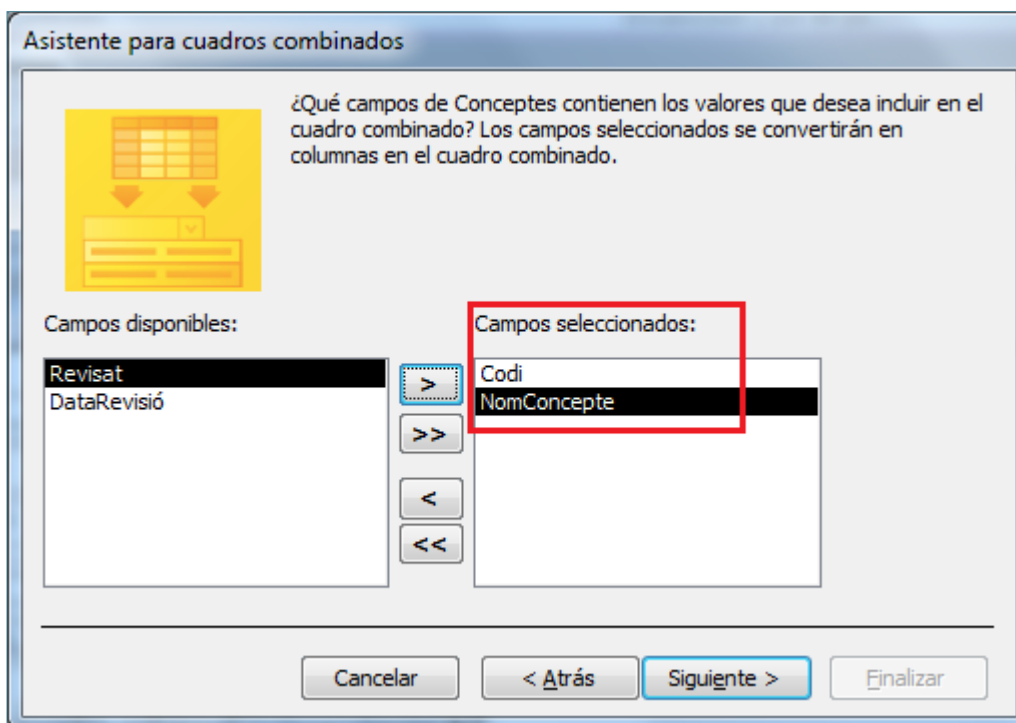 Asistente para cuadros combinados
¿Qué campos de Conceptes contienen los valores que desea incluir en el
cuadro combinado? Los campos seleccionados se convertirán en
columnas en el cuadro combinado.
Campos disponibles:
Revisat
DataRevisió
>
>>
<
<<
Campos seleccionados:
Codi
NomConcepte
Cancelar
< Atrás
Siguiente >
Finalizar